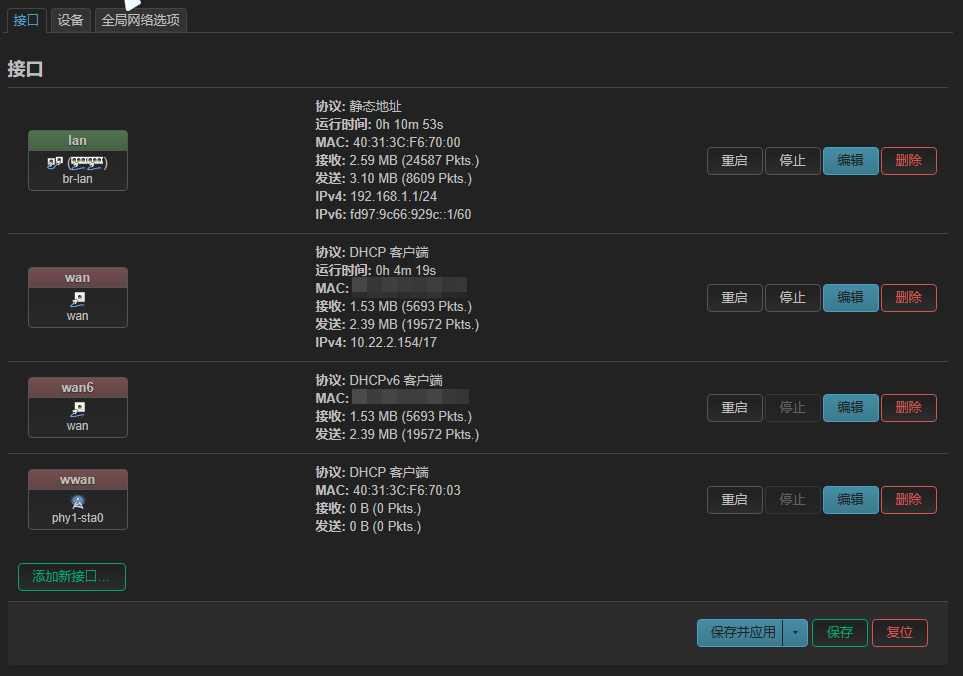 接口 设备 全局网络选项
接口
lan
br-lan
协议: 静态地址
运行时间: 0h 10m 53s
MAC: 40:31:3C:F6:70:00
接收: 2.59 MB (24587 Pkts.)
发送: 3.10 MB (8609 Pkts.)
IPv4: 192.168.1.1/24
IPv6: fd97:9c66:929c::1/60
重启 停止 编辑 删除
wan
wan
协议: DHCP 客户端
运行时间: 0h 4m 19s
MAC:
接收: 1.53 MB (5693 Pkts.)
发送: 2.39 MB (19572 Pkts.)
IPv4: 10.22.2.154/17
重启 停止 编辑 删除
wan6
wan
协议: DHCPv6 客户端
MAC:
接收: 1.53 MB (5693 Pkts.)
发送: 2.39 MB (19572 Pkts.)
重启 停止 编辑 删除
wwan
phy1-sta0
协议: DHCP 客户端
MAC: 40:31:3C:F6:70:03
接收: 0 B (0 Pkts.)
发送: 0 B (0 Pkts.)
重启 停止 编辑 删除
添加新接口...
保存并应用 保存 复位